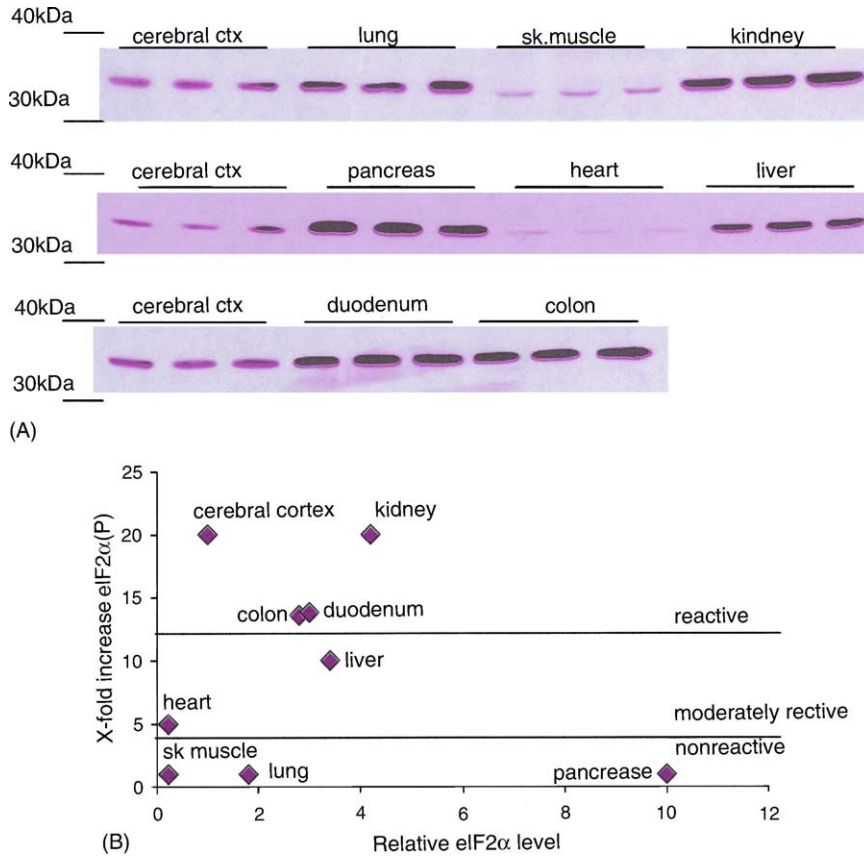 40kDa
cerebral ctx lung sk.muscle kindney
30kDa
40kDa
cerebral ctx pancreas heart liver
30kDa
40kDa
cerebral ctx duodenum colon
30kDa
(A)
25
20
15
10
5
0
X-fold increase eIF2α(P)
cerebral cortex kidney
colon duodenum
reactive
liver
heart
moderately rective
sk muscle
nonreactive
lung
pancrease
0 2 4 6 8 10 12
Relative eIF2α level
(B)